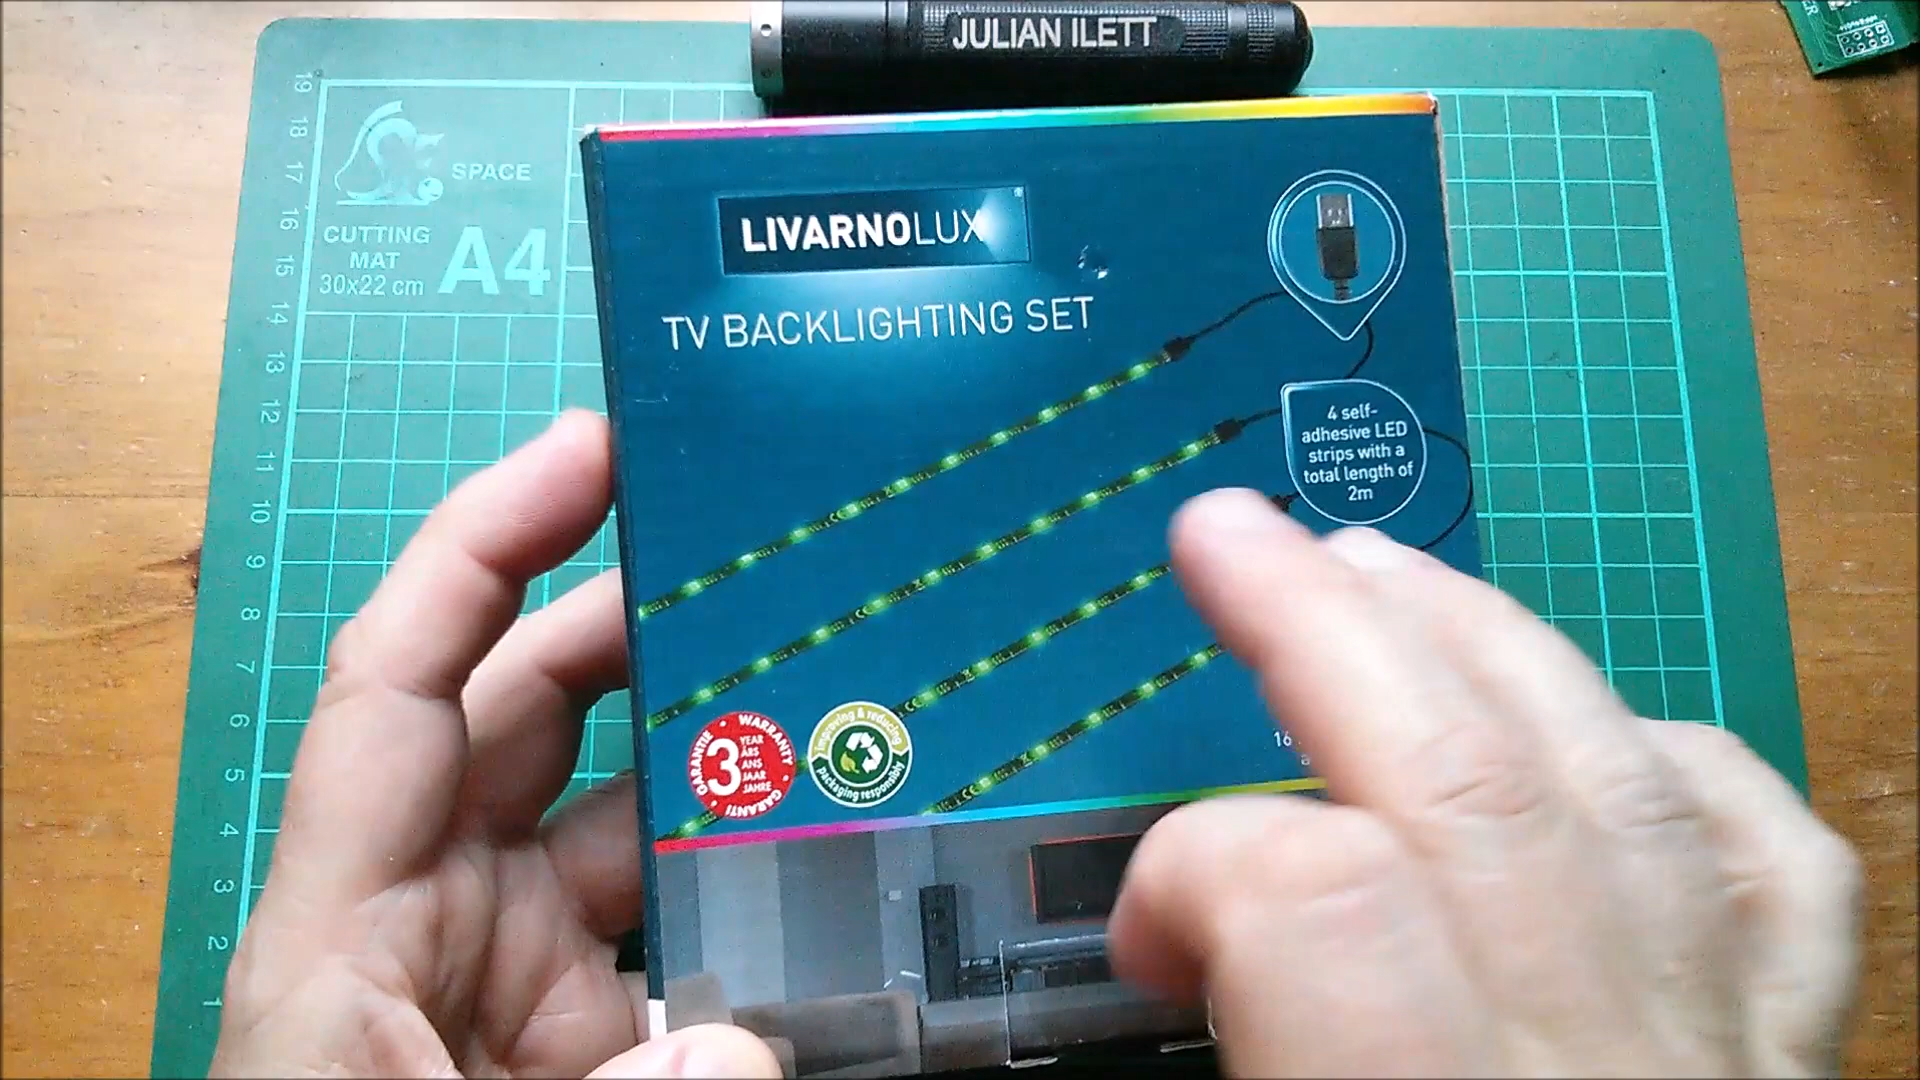 JULIAN ILETT
SPACE
CUTTING
MAT
30x22 cm
A4
19
18
17
16
15
14
13
12
11
10
9
8
7
6
5
4
3
2
1
LIVARNOLUX
®
TV BACKLIGHTING SET
4 self-
adhesive LED
strips with a
total length of
2m
16
GARANTIE • WARRANTY • GARANTI
3
YEAR
ÅRS
ANS
JAAR
JAHRE
improving & reducing
packaging responsibly